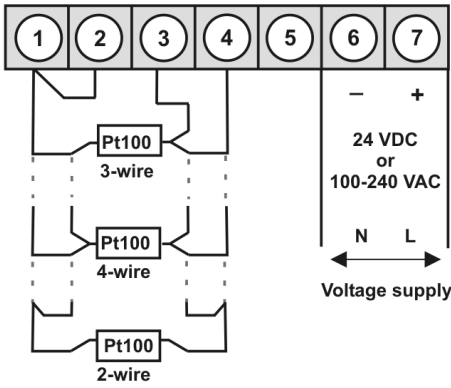 1 2 3 4 5 6 7
− +
24 VDC
or
100-240 VAC
Pt100
3-wire
N L
Pt100
4-wire
Voltage supply
Pt100
2-wire